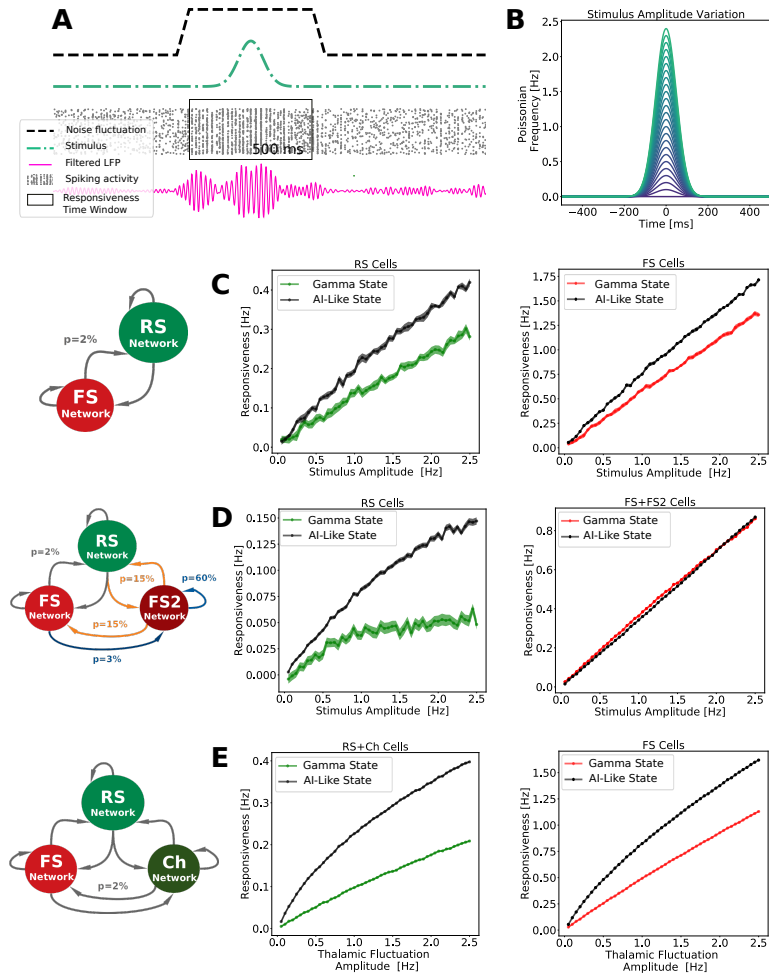 A
500 ms
Noise fluctuation
Stimulus
Filtered LFP
Spiking activity
Responsiveness
Time Window
B
Stimulus Amplitude Variation
Poissonian
Frequency [Hz]
2.5
2.0
1.5
1.0
0.5
0.0
−400 −200 0 200 400
Time [ms]
RS
Network
p=2%
FS
Network
C
RS Cells
Gamma State
AI-Like State
Responsiveness [Hz]
0.4
0.3
0.2
0.1
0.0
0.0 0.5 1.0 1.5 2.0 2.5
Stimulus Amplitude [Hz]
FS Cells
Gamma State
AI-Like State
Responsiveness [Hz]
1.75
1.50
1.25
1.00
0.75
0.50
0.25
0.00
0.0 0.5 1.0 1.5 2.0 2.5
Stimulus Amplitude [Hz]
RS
Network
p=2%
p=15%
p=60%
FS
Network
FS2
Network
p=15%
p=3%
D
RS Cells
Gamma State
AI-Like State
Responsiveness [Hz]
0.150
0.125
0.100
0.075
0.050
0.025
0.000
0.0 0.5 1.0 1.5 2.0 2.5
Stimulus Amplitude [Hz]
FS+FS2 Cells
Gamma State
AI-Like State
Responsiveness [Hz]
0.8
0.6
0.4
0.2
0.0
0.0 0.5 1.0 1.5 2.0 2.5
Stimulus Amplitude [Hz]
RS
Network
FS
Network
Ch
Network
p=2%
E
RS+Ch Cells
Gamma State
AI-Like State
Responsiveness [Hz]
0.4
0.3
0.2
0.1
0.0
0.0 0.5 1.0 1.5 2.0 2.5
Thalamic Fluctuation
Amplitude [Hz]
FS Cells
Gamma State
AI-Like State
Responsiveness [Hz]
1.50
1.25
1.00
0.75
0.50
0.25
0.00
0.0 0.5 1.0 1.5 2.0 2.5
Thalamic Fluctuation
Amplitude [Hz]